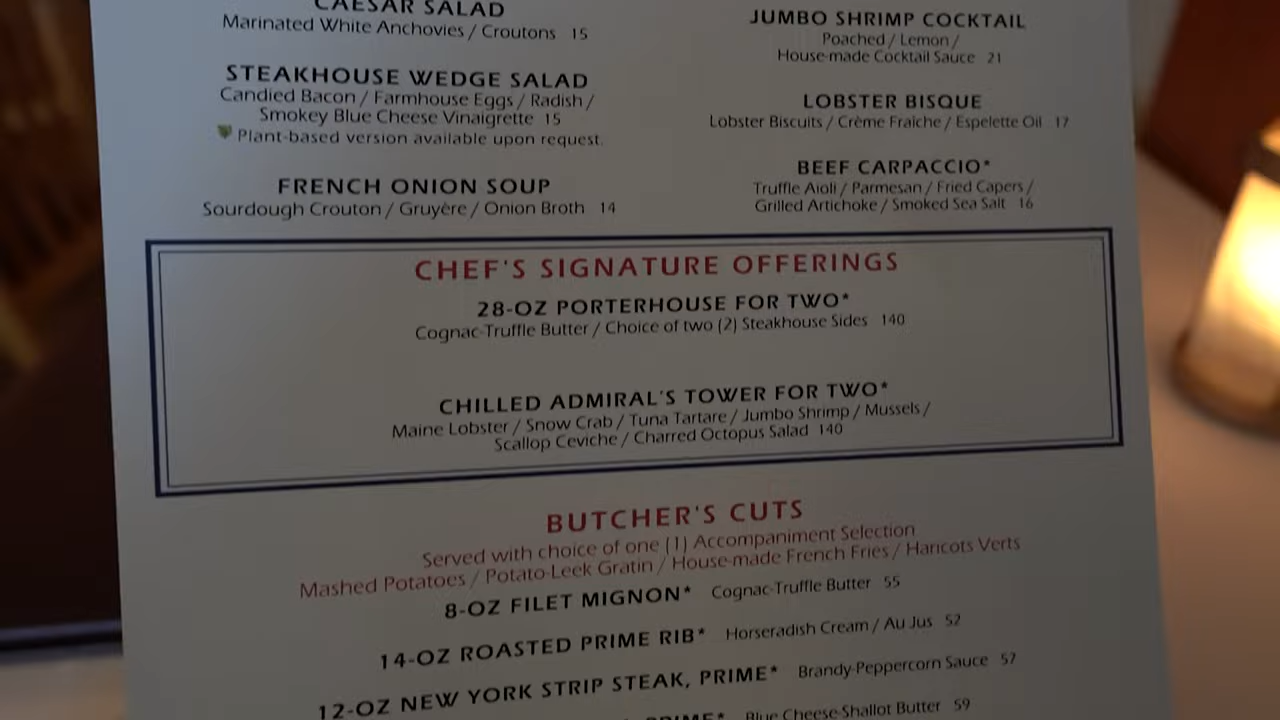 CAESAR SALAD
Marinated White Anchovies / Croutons 15
STEAKHOUSE WEDGE SALAD
Candied Bacon / Farmhouse Eggs / Radish /
Smokey Blue Cheese Vinaigrette 15
Plant-based version available upon request.
FRENCH ONION SOUP
Sourdough Crouton / Gruyère / Onion Broth 14
JUMBO SHRIMP COCKTAIL
Poached / Lemon /
House-made Cocktail Sauce 21
LOBSTER BISQUE
Lobster Biscuits / Crème Fraîche / Espelette Oil 17
BEEF CARPACCIO*
Truffle Aioli / Parmesan / Fried Capers /
Grilled Artichoke / Smoked Sea Salt 16
CHEF'S SIGNATURE OFFERINGS
28-OZ PORTERHOUSE FOR TWO*
Cognac-Truffle Butter / Choice of two (2) Steakhouse Sides 140
CHILLED ADMIRAL'S TOWER FOR TWO*
Maine Lobster / Snow Crab / Tuna Tartare / Jumbo Shrimp / Mussels /
Scallop Ceviche / Charred Octopus Salad 140
BUTCHER'S CUTS
Served with choice of one (1) Accompaniment Selection
Mashed Potatoes / Potato-Leek Gratin / House-made French Fries / Haricots Verts
8-OZ FILET MIGNON* Cognac-Truffle Butter 55
14-OZ ROASTED PRIME RIB* Horseradish Cream / Au Jus 52
12-OZ NEW YORK STRIP STEAK, PRIME* Brandy-Peppercorn Sauce 57
PRIME* Blue Cheese-Shallot Butter 59